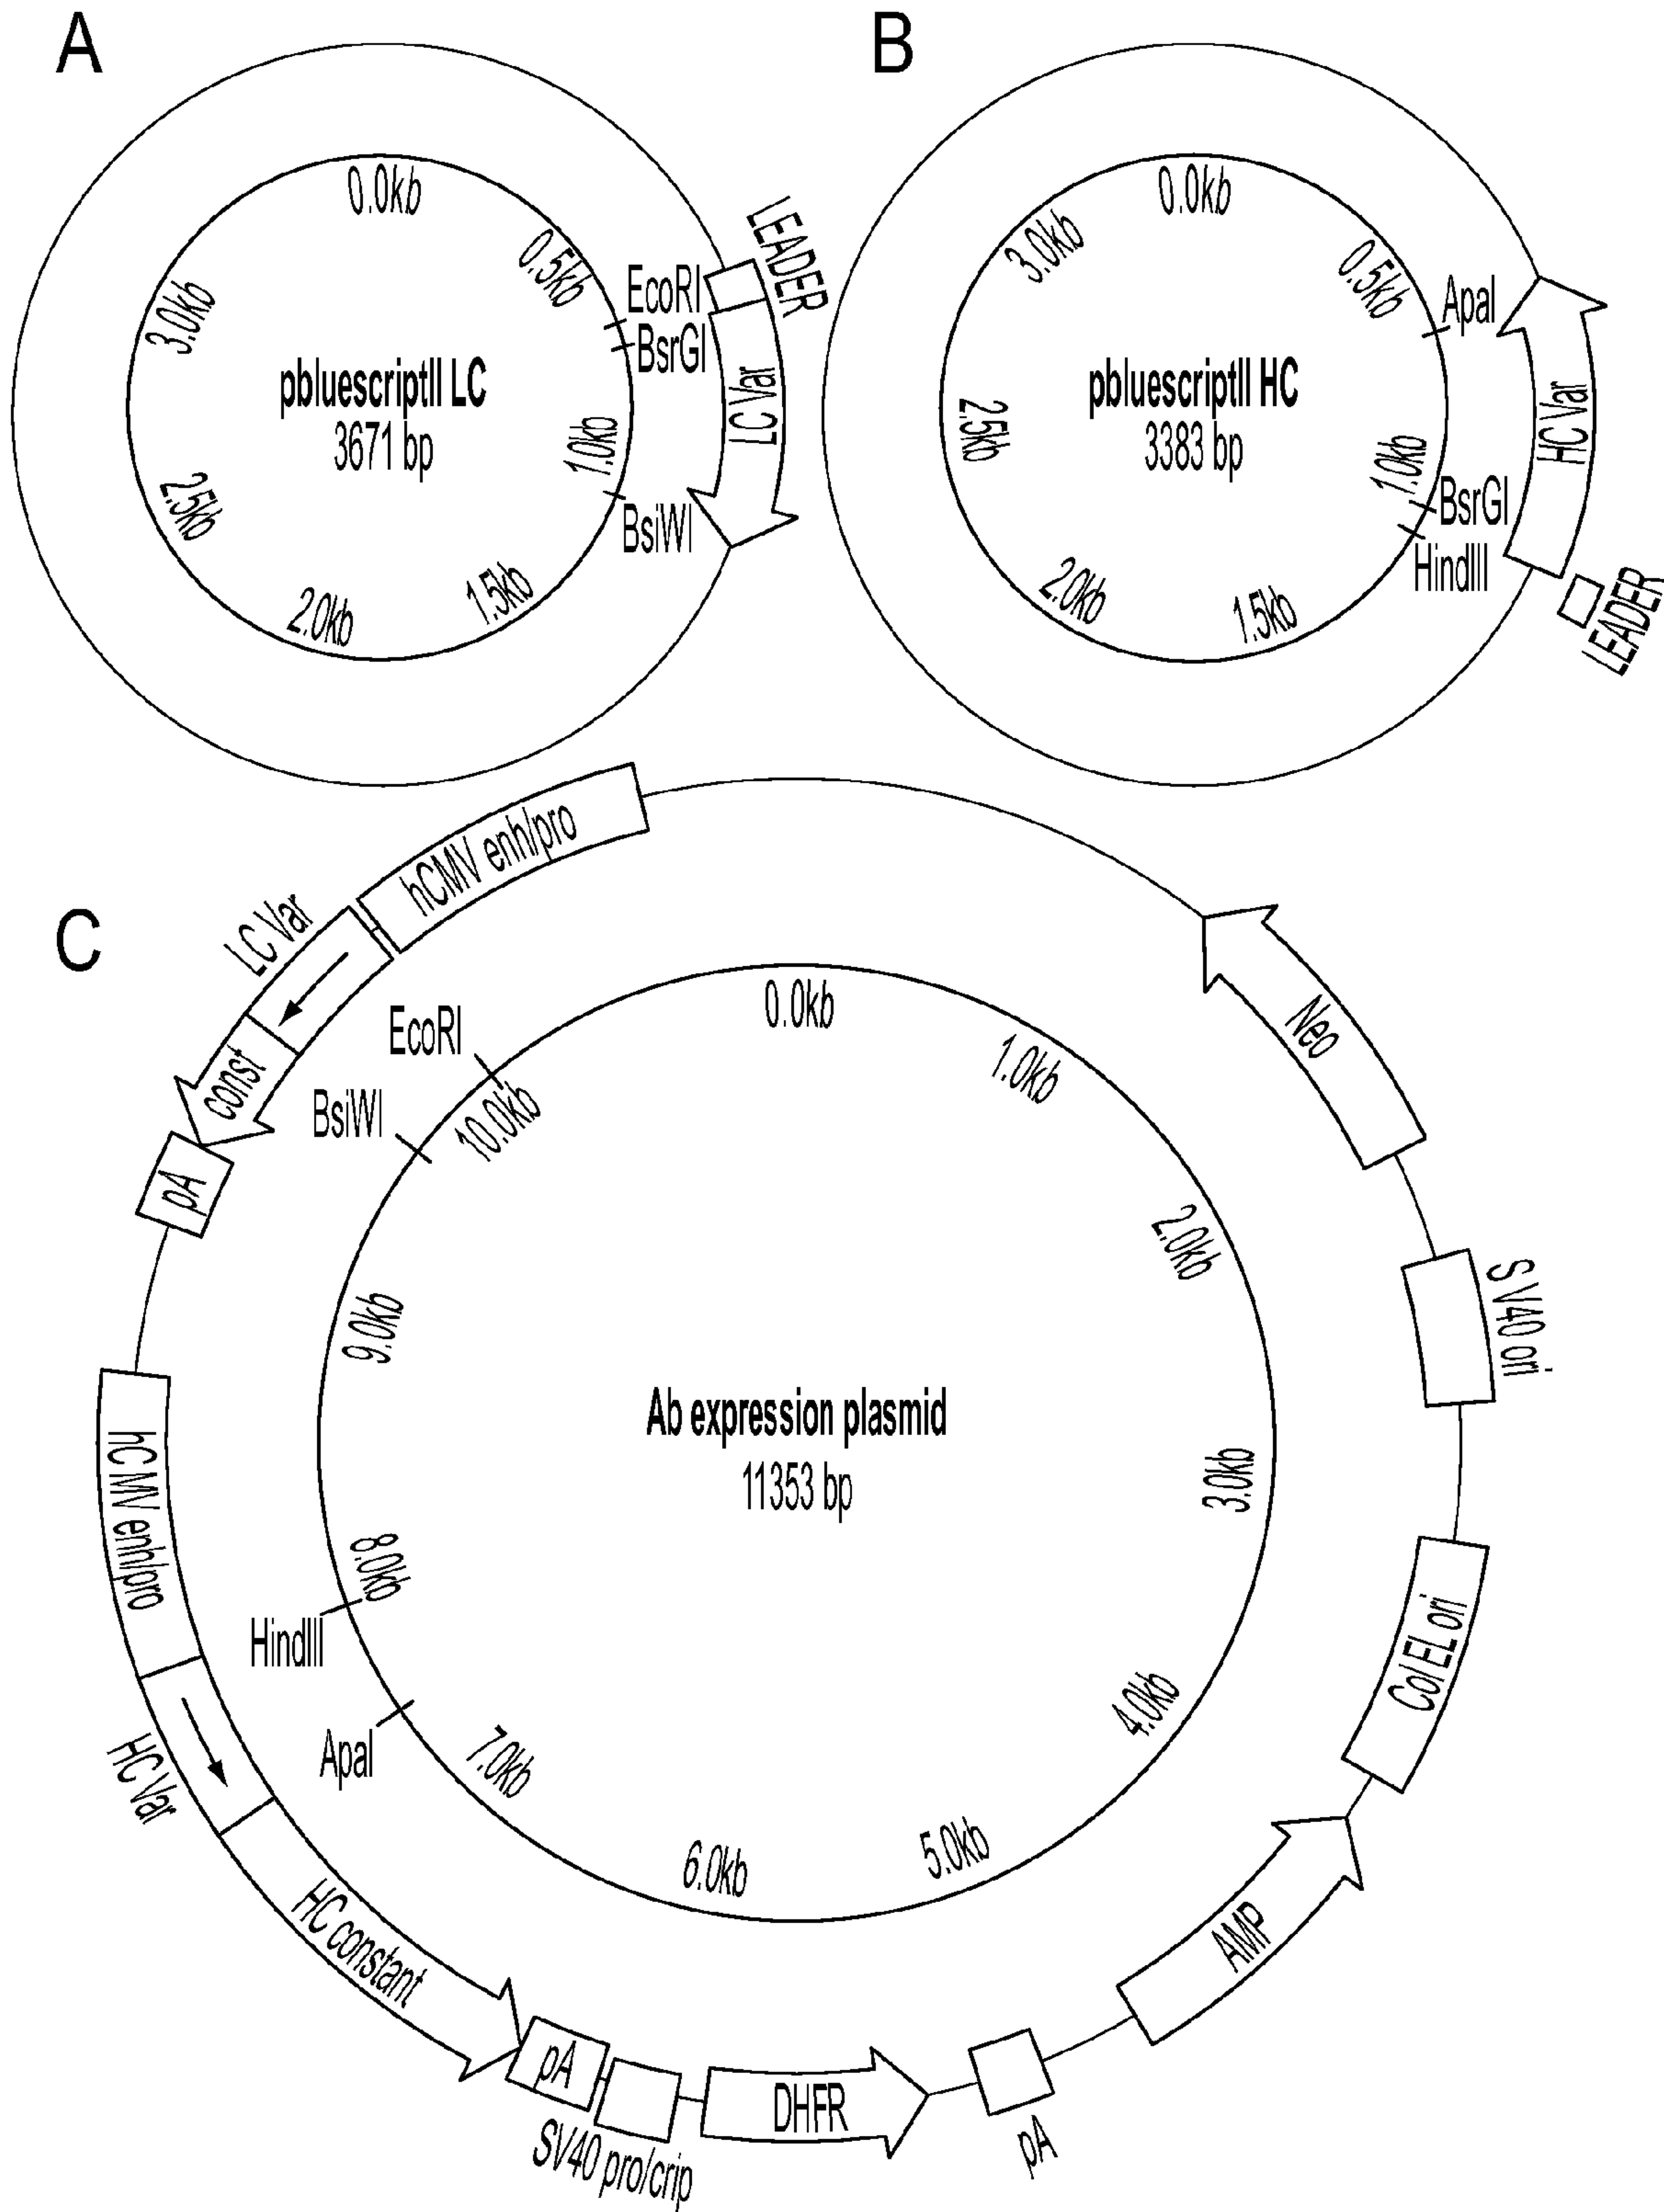 A
0.0kb
0.5kb
1.0kb
1.5kb
2.0kb
2.5kb
3.0kb
EcoRI
BsrGI
BsiWI
LEADER
LC Var
pbluescriptII LC
3671 bp
B
0.0kb
0.5kb
1.0kb
1.5kb
2.0kb
2.5kb
3.0kb
ApaI
BsrGI
HindIII
HC Var
LEADER
pbluescriptII HC
3383 bp
C
hCMV enh/pro
LC Var
const
pA
hCMV enh/pro
HC Var
HC constant
pA
SV40 pro/crip
DHFR
pA
AMP
Col EL ori
SV40 ori
Neo
EcoRI
BsiWI
HindIII
ApaI
0.0kb
1.0kb
2.0kb
3.0kb
4.0kb
5.0kb
6.0kb
7.0kb
8.0kb
9.0kb
10.0kb
Ab expression plasmid
11353 bp